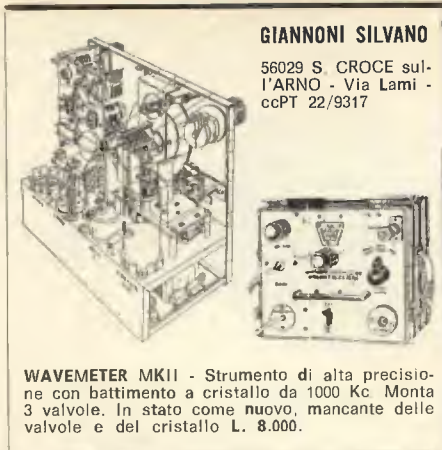 GIANNONI SILVANO
56029 S. CROCE sul-
l'ARNO - Via Lami -
ccPT 22/9317
WAVEMETER MKII - Strumento di alta precisio-
ne con battimento a cristallo da 1000 Kc. Monta
3 valvole. In stato come nuovo, mancante delle
valvole e del cristallo L. 8.000.